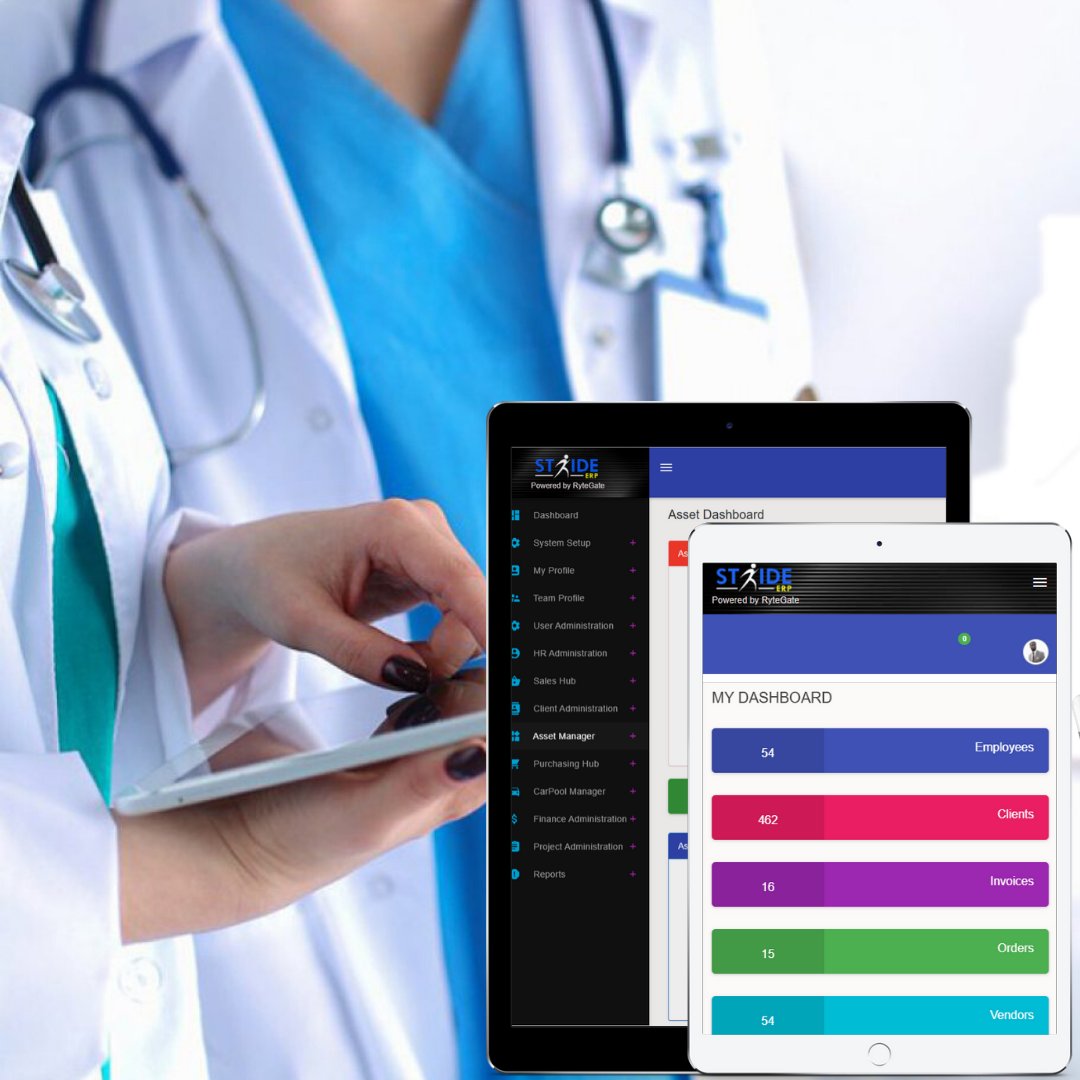 STRIDE
ERP
Powered by RyteGate
Dashboard
System Setup +
My Profile +
Team Profile +
User Administration +
HR Administration +
Sales Hub +
Client Administration +
Asset Manager +
Purchasing Hub +
CarPool Manager +
Finance Administration +
Project Administration +
Reports +
Asset Dashboard
As
As
STRIDE
ERP
Powered by RyteGate
0
MY DASHBOARD
54 Employees
462 Clients
16 Invoices
15 Orders
54 Vendors